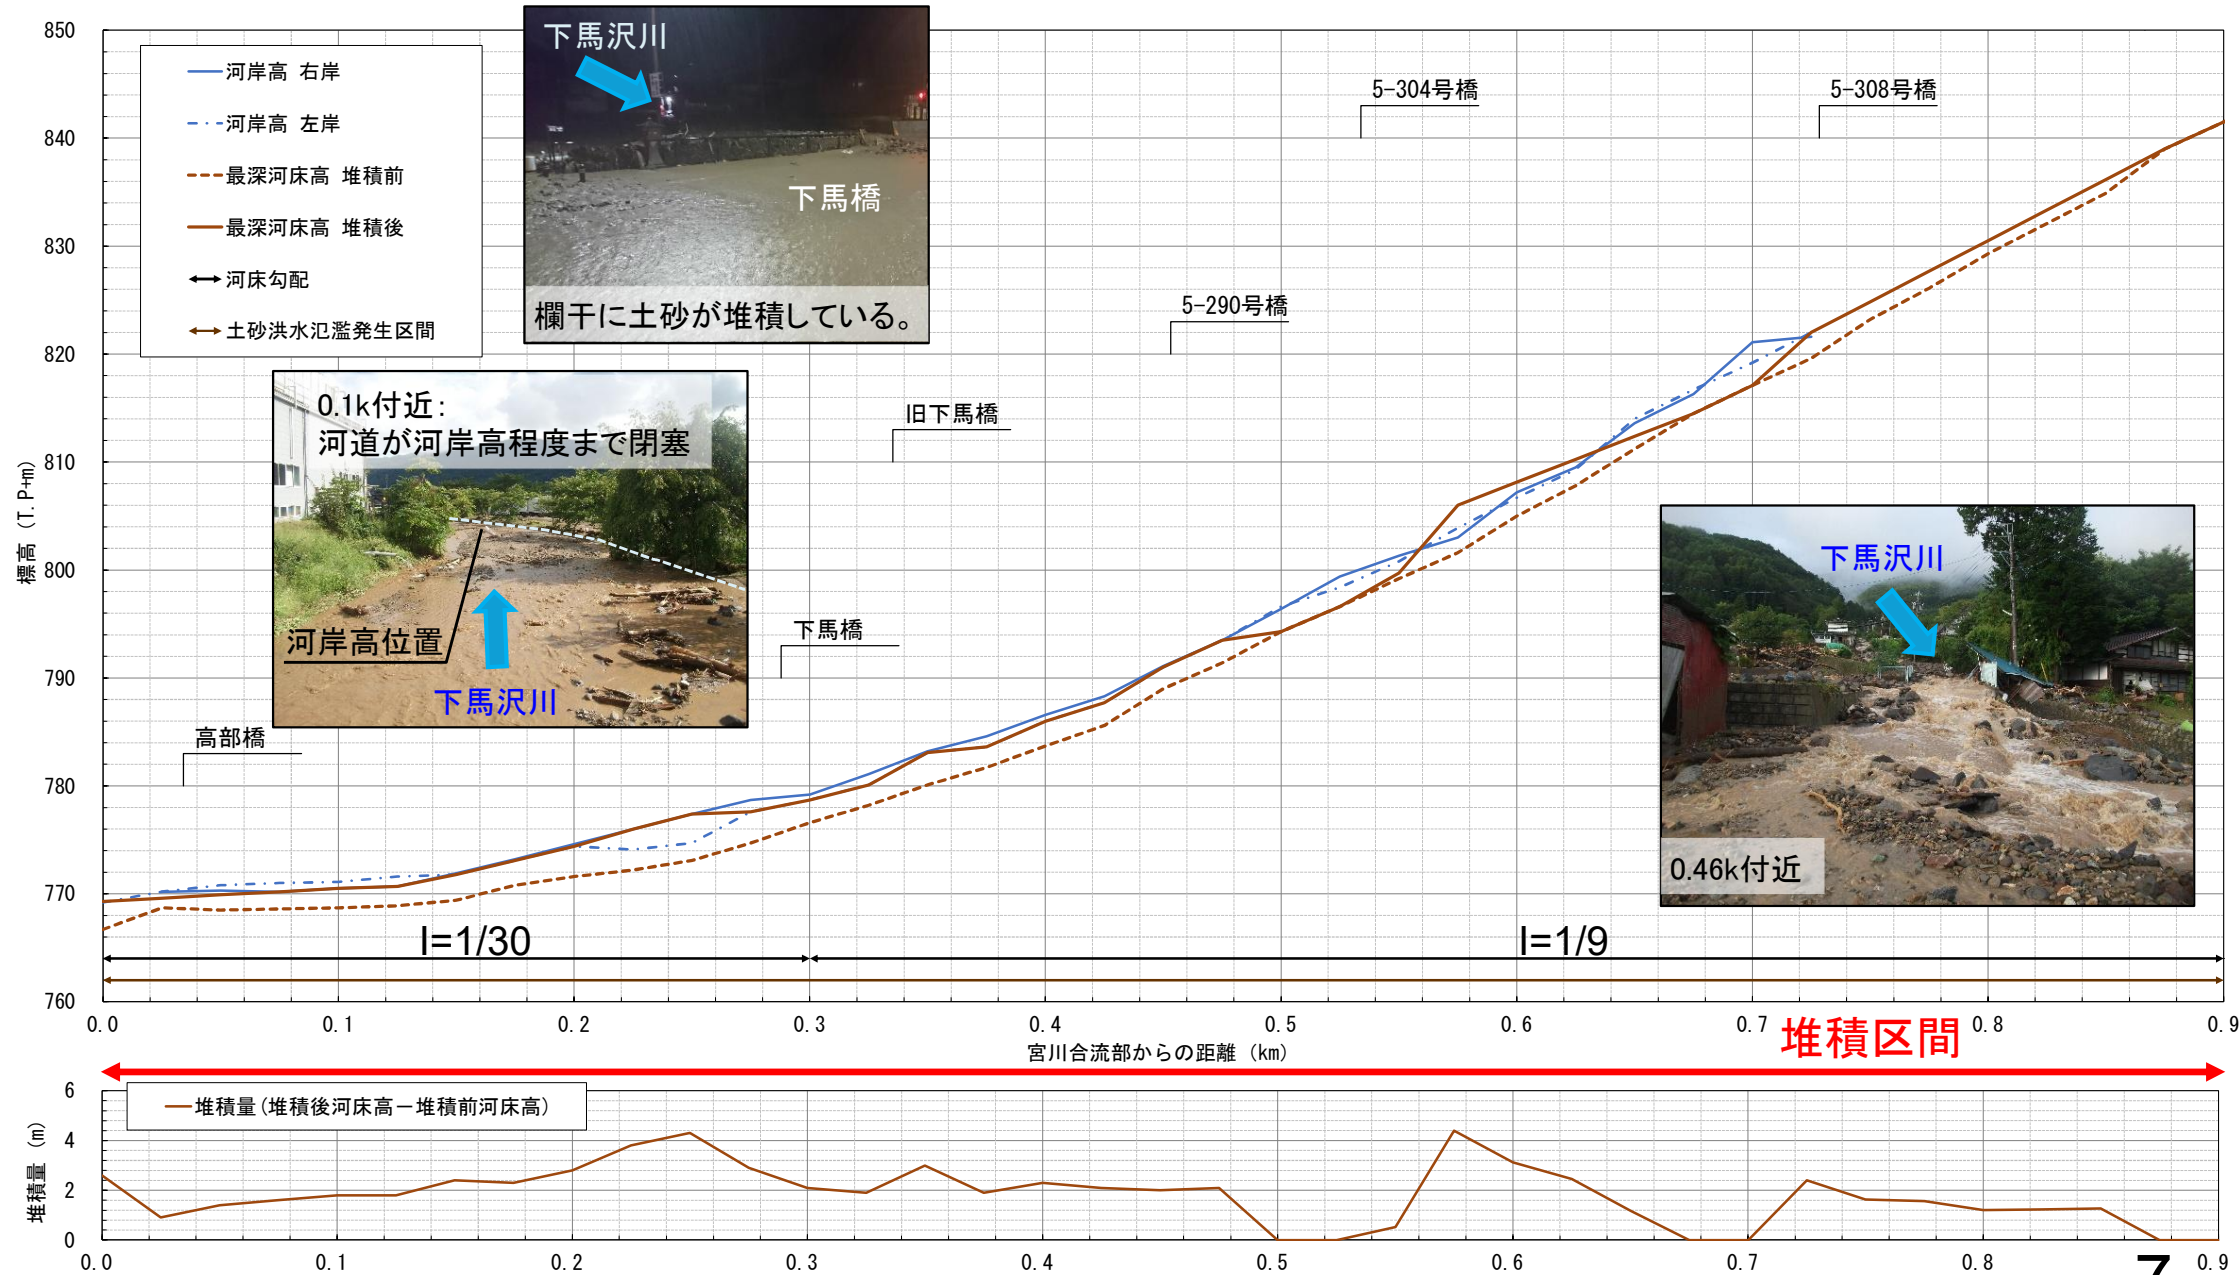 850
840
830
820
810
800
790
780
770
760
標高 (T.P+m)
河岸高 右岸
河岸高 左岸
最深河床高 堆積前
最深河床高 堆積後
河床勾配
土砂洪水氾濫発生区間
下馬沢川
下馬橋
欄干に土砂が堆積している。
0.1k付近：
河道が河岸高程度まで閉塞
河岸高位置
下馬沢川
高部橋
下馬橋
旧下馬橋
5-290号橋
5-304号橋
5-308号橋
下馬沢川
0.46k付近
I=1/30
I=1/9
0.0 0.1 0.2 0.3 0.4 0.5 0.6 0.7 0.8 0.9
宮川合流部からの距離 (km)
堆積区間
堆積量(堆積後河床高－堆積前河床高)
堆積量 (m)
6
4
2
0
0.0 0.1 0.2 0.3 0.4 0.5 0.6 0.7 0.8 0.9